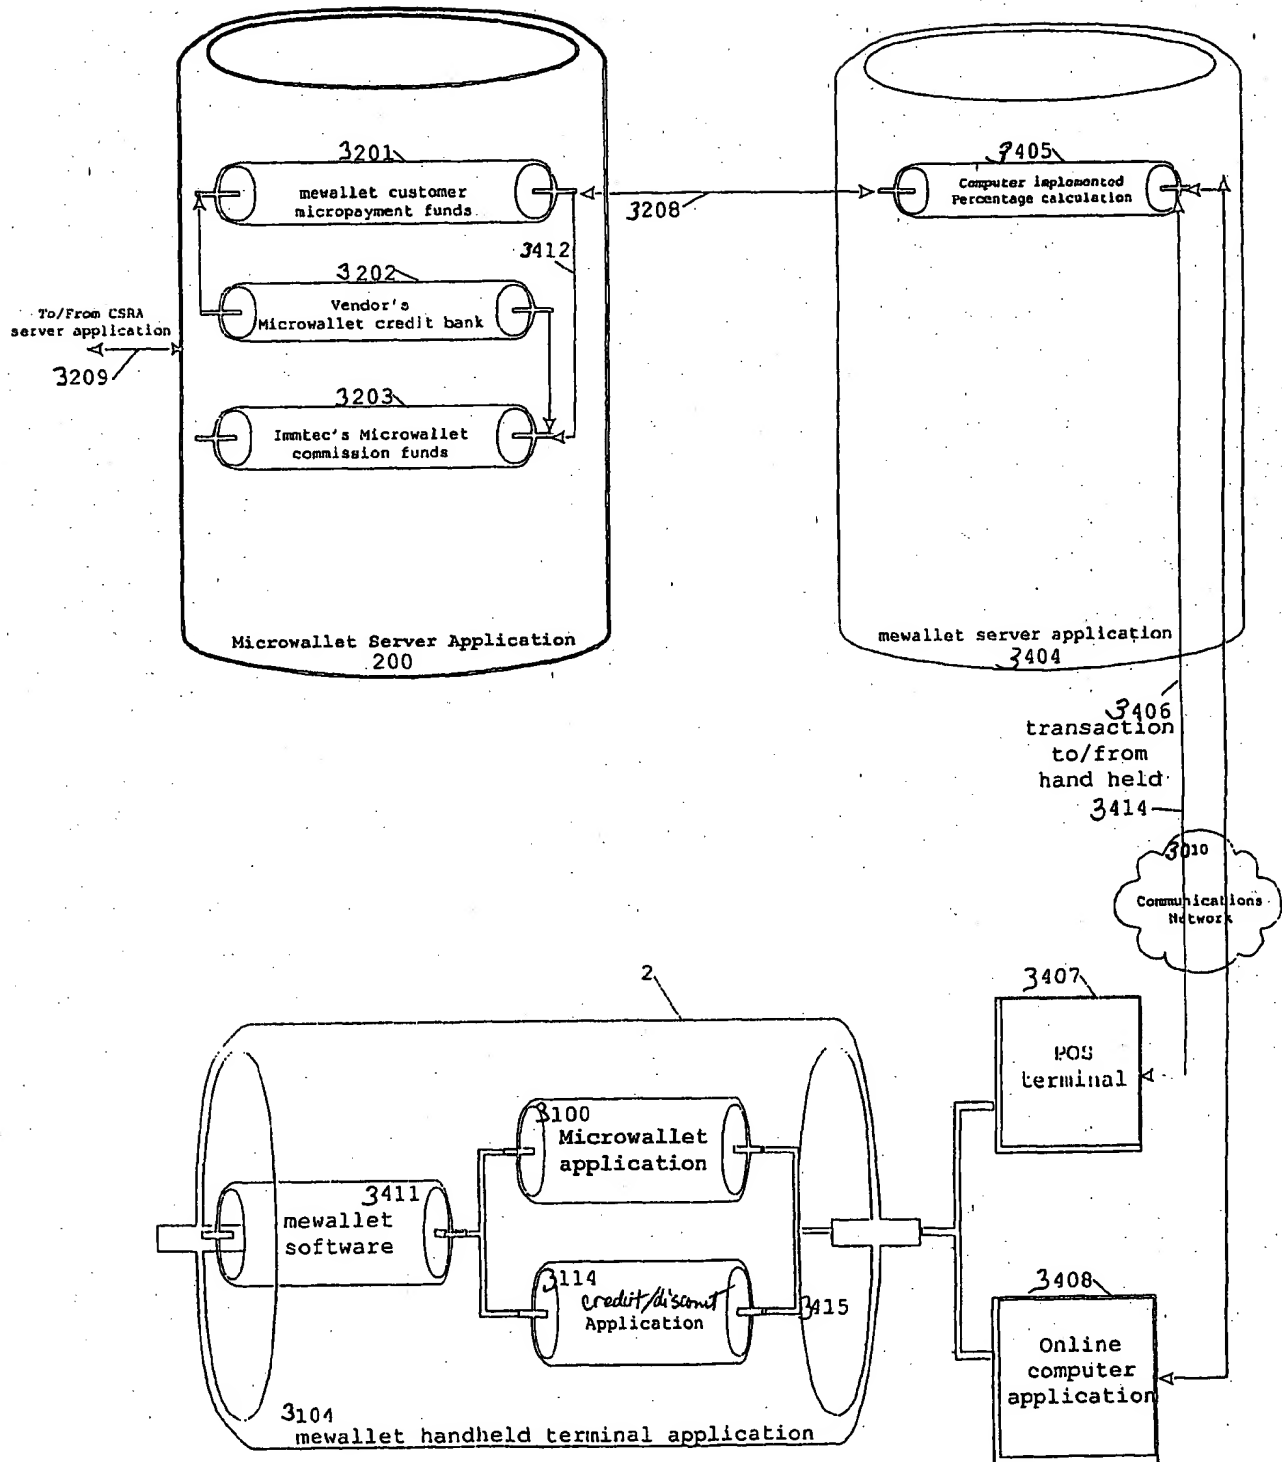 3201
mewallet customer
micropayment funds
3208
3412
3202
Vendor's
Microwallet credit bank
To/From CSRA
server application
3209
3203
Immtec's Microwallet
commission funds
Microwallet Server Application
200
3405
Computer implemonted
Percentage calculation
mewallet server application
3404
3406
transaction
to/from
hand held
3414
3010
Communications
Network
2
3407
POS
terminal
3100
Microwallet
application
3411
mewallet
software
3114
credit/discount
Application
3415
3408
Online
computer
application
3104
mewallet handheld terminal application